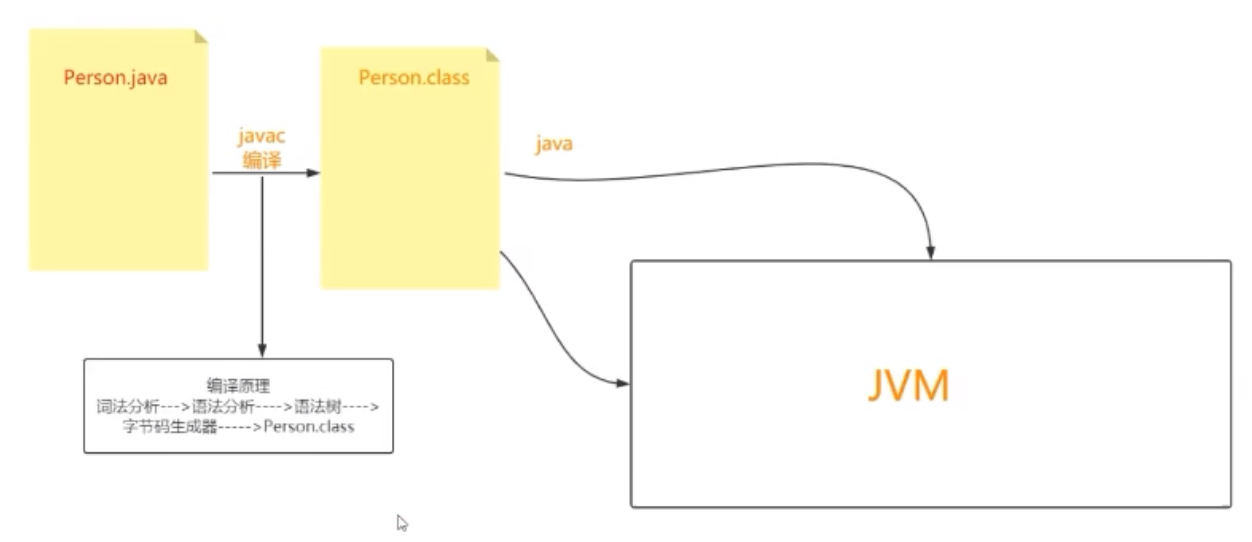 Person.java
Person.class
javac
编译
java
编译原理
词法分析--->语法分析---->语法树---->
字节码生成器----->Person.class
JVM